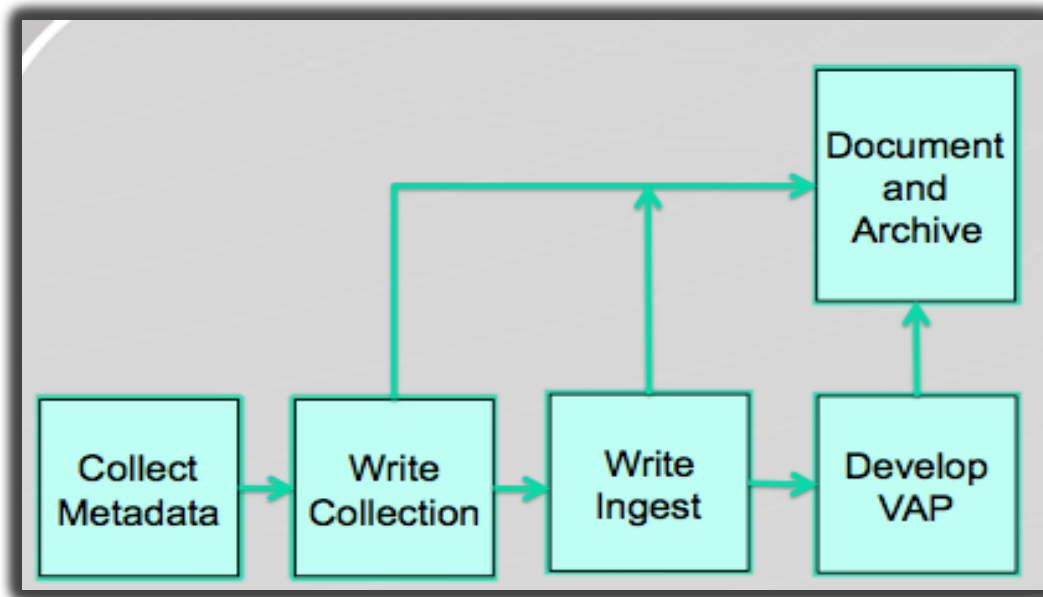 Document
and
Archive
Collect
Metadata
Write
Collection
Write
Ingest
Develop
VAP